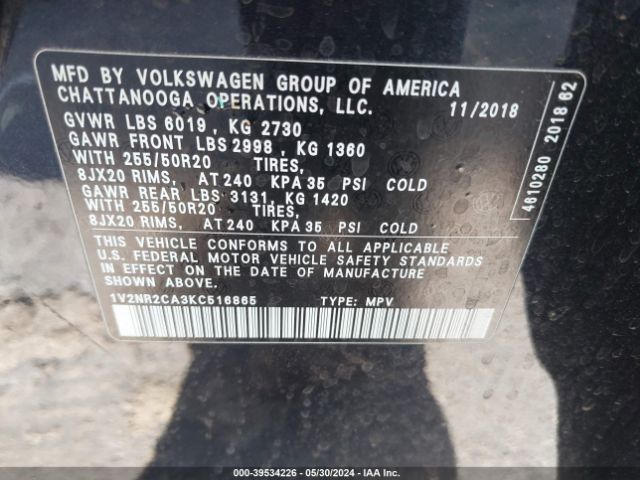 MFD BY VOLKSWAGEN GROUP OF AMERICA
CHATTANOOGA OPERATIONS, LLC. 11/2018
GVWR LBS 6019 , KG 2730
GAWR FRONT LBS 2998 , KG 1360
WITH 255/50R20 TIRES,
8JX20 RIMS, AT 240 KPA 35 PSI COLD
GAWR REAR LBS 3131, KG 1420
WITH 255/50R20 TIRES,
8JX20 RIMS, AT 240 KPA 35 PSI COLD
THIS VEHICLE CONFORMS TO ALL APPLICABLE
U.S. FEDERAL MOTOR VEHICLE SAFETY STANDARDS
IN EFFECT ON THE DATE OF MANUFACTURE
SHOWN ABOVE.
1V2NR2CA3KC516865 TYPE: MPV
4610280 2018 62
000-39534226 - 05/30/2024 - IAA Inc.